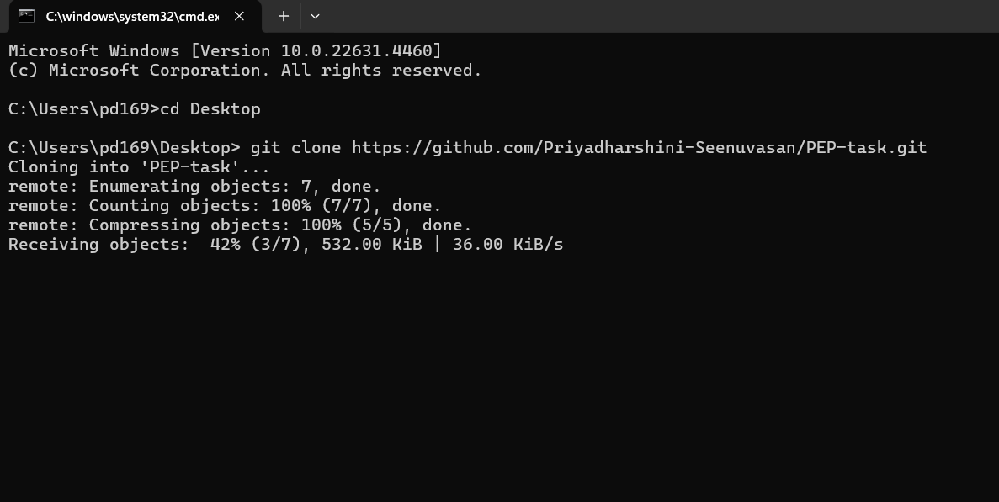 C:\windows\system32\cmd.ex
Microsoft Windows [Version 10.0.22631.4460]
(c) Microsoft Corporation. All rights reserved.
C:\Users\pd169>cd Desktop
C:\Users\pd169\Desktop> git clone https://github.com/Priyadharshini-Seenuvasan/PEP-task.git
Cloning into 'PEP-task'...
remote: Enumerating objects: 7, done.
remote: Counting objects: 100% (7/7), done.
remote: Compressing objects: 100% (5/5), done.
Receiving objects:  42% (3/7), 532.00 KiB | 36.00 KiB/s